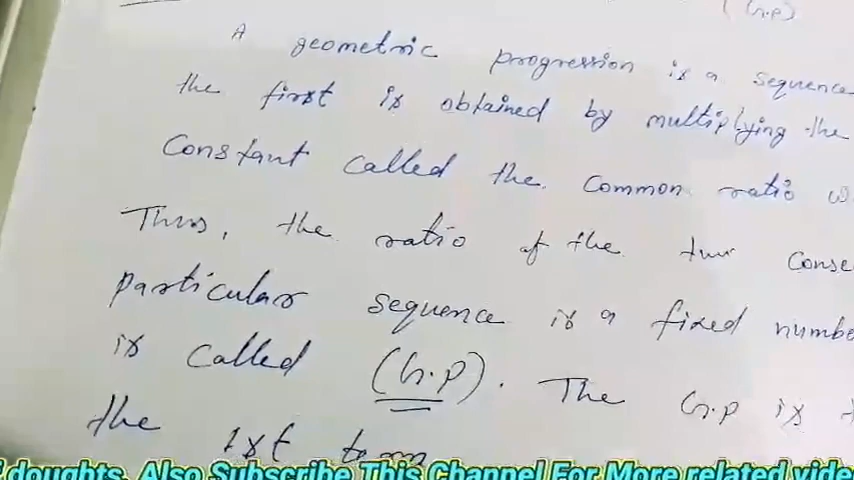 (G.P)
A geometric progression is a sequence
the first is obtained by multiplying the
Constant called the common ratio
Thus, the ratio of the two Conse
particular sequence is a fixed numbe
is called (G.P). The G.P is
the 1st term
f doughts. Also Subscribe This Channel For More related vide